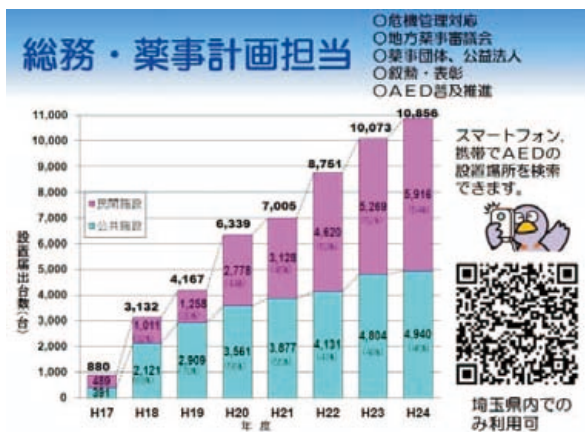 総務・薬事計画担当
○危機管理対応
○地方薬事審議会
○薬事団体、公益法人
○叙勲・表彰
○AED普及推進
設置届出台数(台)
11,000
10,000
9,000
8,000
7,000
6,000
5,000
4,000
3,000
2,000
1,000
0
民間施設
公共施設
880
3,132
4,167
6,339
7,005
8,751
10,073
10,856
489
1,011
1,258
2,778
3,128
4,620
5,269
5,916
391
2,121
2,909
3,561
3,877
4,131
4,804
4,940
H17 H18 H19 H20 H21 H22 H23 H24
年度
スマートフォン、
携帯でAEDの
設置場所を検索
できます。
埼玉県内での
み利用可